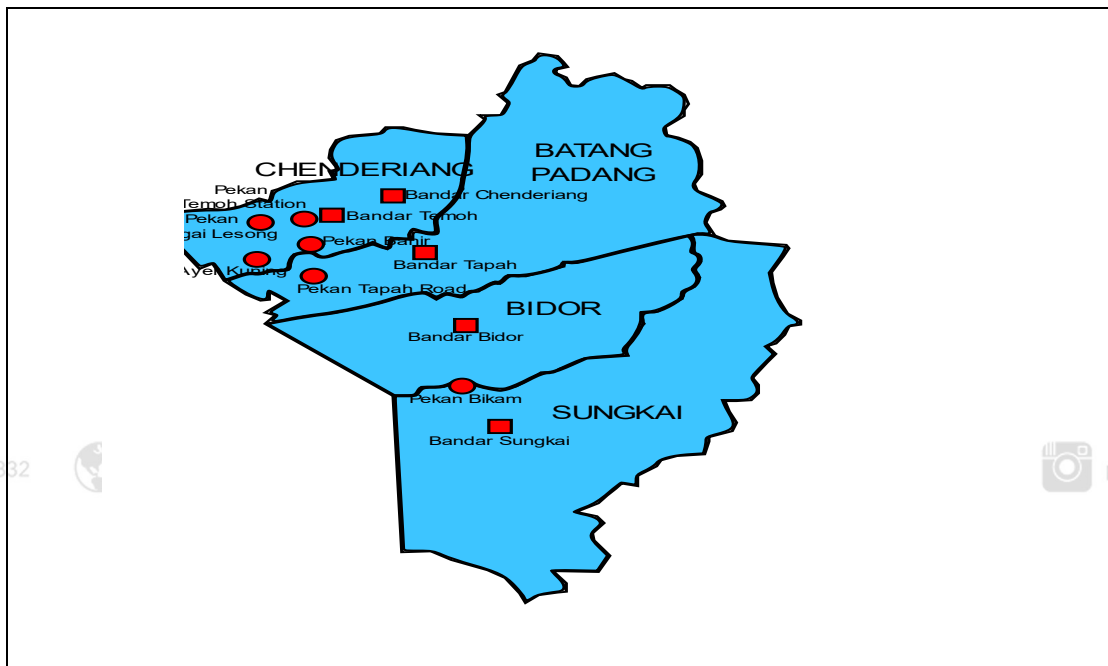 BATANG
PADANG
CHENDERIANG
Pekan
Temoh Station
Bandar Chenderiang
Pekan
gai Lesong
Bandar Temoh
Pekan Banir
Bandar Tapah
Ayer Kuning
Pekan Tapah Road
BIDOR
Bandar Bidor
Pekan Bikam
SUNGKAI
Bandar Sungkai
332